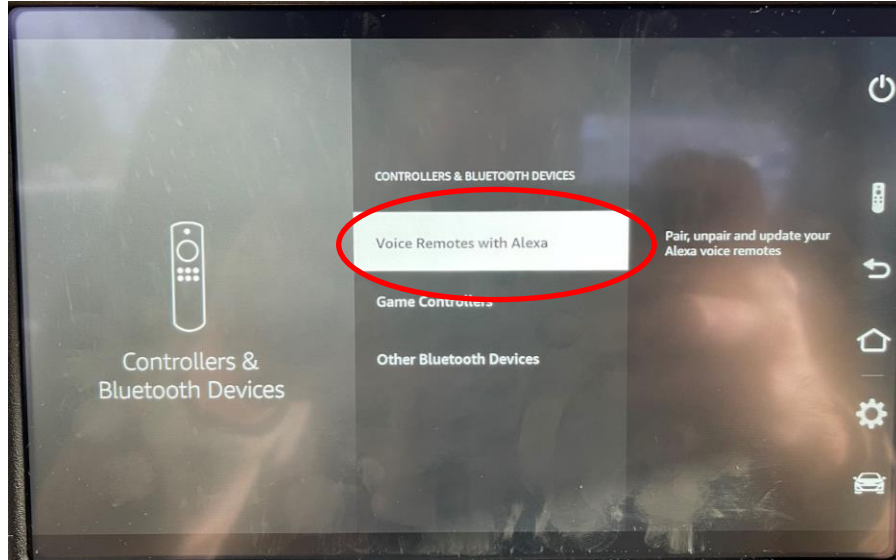 CONTROLLERS & BLUETOOTH DEVICES
Voice Remotes with Alexa
Game Controllers
Other Bluetooth Devices
Controllers &
Bluetooth Devices
Pair, unpair and update your
Alexa voice remotes